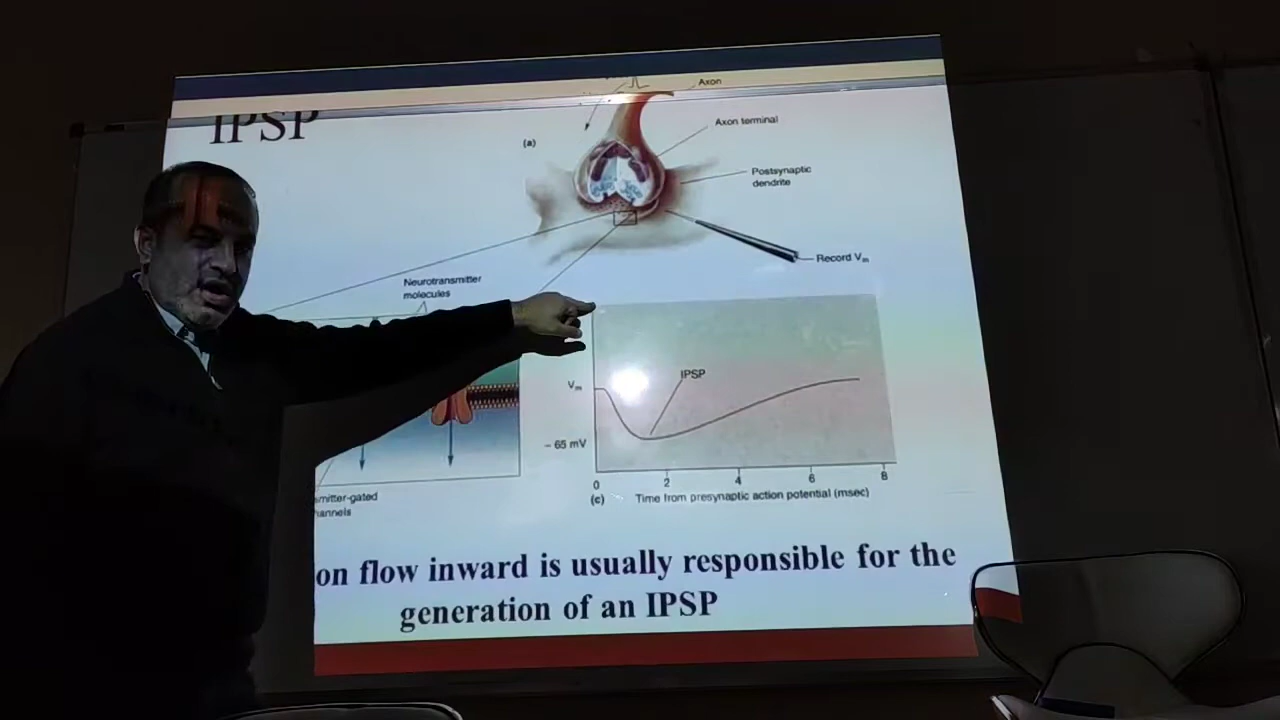 IPSP
Axon
(a)
Axon terminal
Postsynaptic
dendrite
Record Vm
Neurotransmitter
molecules
Vm
IPSP
- 65 mV
0 2 4 6 8
(c) Time from presynaptic action potential (msec)
smitter-gated
hannels
on flow inward is usually responsible for the
generation of an IPSP